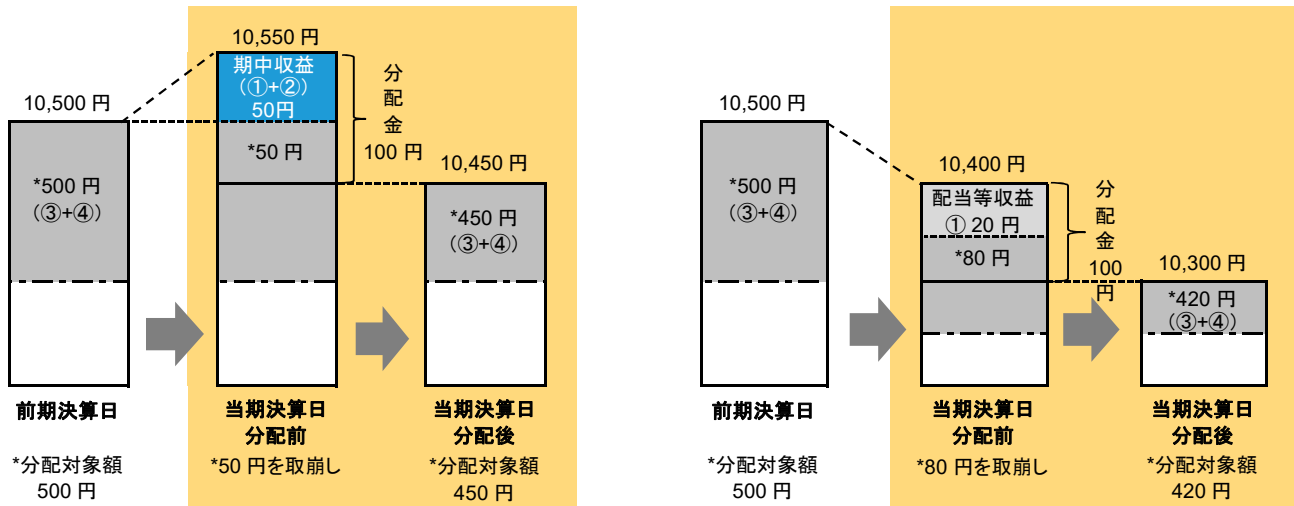 10,500 円
*500 円
(③+④)
前期決算日
*分配対象額
500 円
10,550 円
期中収益
(①+②)
50円
*50 円
分
配
金
100 円
当期決算日
分配前
*50 円を取崩し
10,450 円
*450 円
(③+④)
当期決算日
分配後
*分配対象額
450 円
10,500 円
*500 円
(③+④)
前期決算日
*分配対象額
500 円
10,400 円
配当等収益
① 20 円
*80 円
分
配
金
100
円
当期決算日
分配前
*80 円を取崩し
10,300 円
*420 円
(③+④)
当期決算日
分配後
*分配対象額
420 円